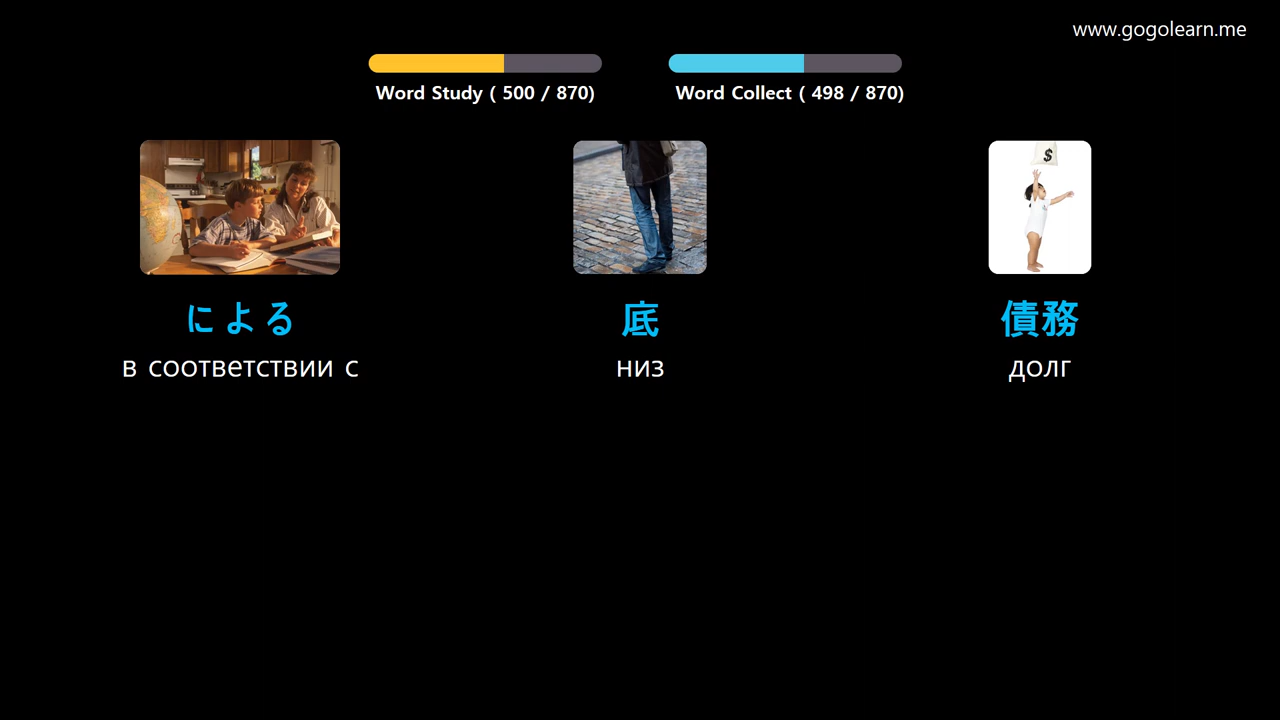 www.gogolearn.me
Word Study ( 500 / 870)
Word Collect ( 498 / 870)
$
による
底
債務
в соответствии с
низ
долг